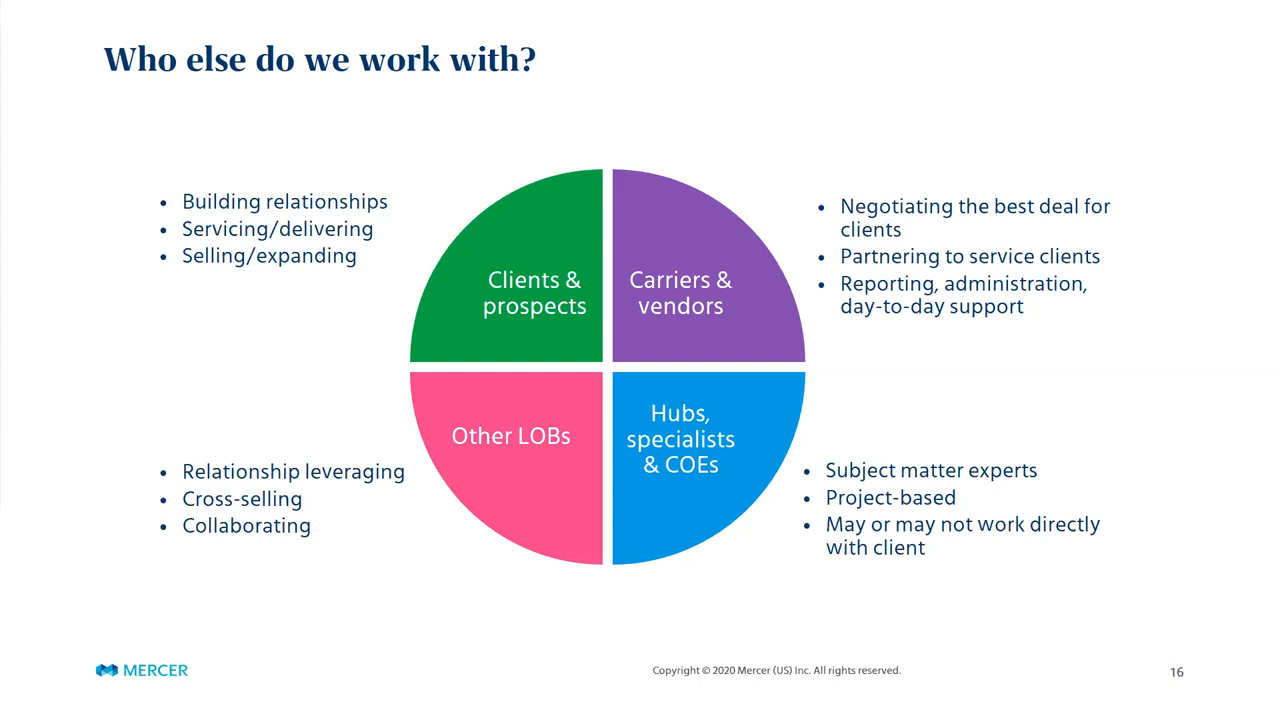 Who else do we work with?
• Building relationships
• Servicing/delivering
• Selling/expanding
Clients &
prospects
Carriers &
vendors
• Negotiating the best deal for
clients
• Partnering to service clients
• Reporting, administration,
day-to-day support
• Relationship leveraging
• Cross-selling
• Collaborating
Other LOBs
Hubs,
specialists
& COEs
• Subject matter experts
• Project-based
• May or may not work directly
with client
MERCER
Copyright © 2020 Mercer (US) Inc. All rights reserved.
16